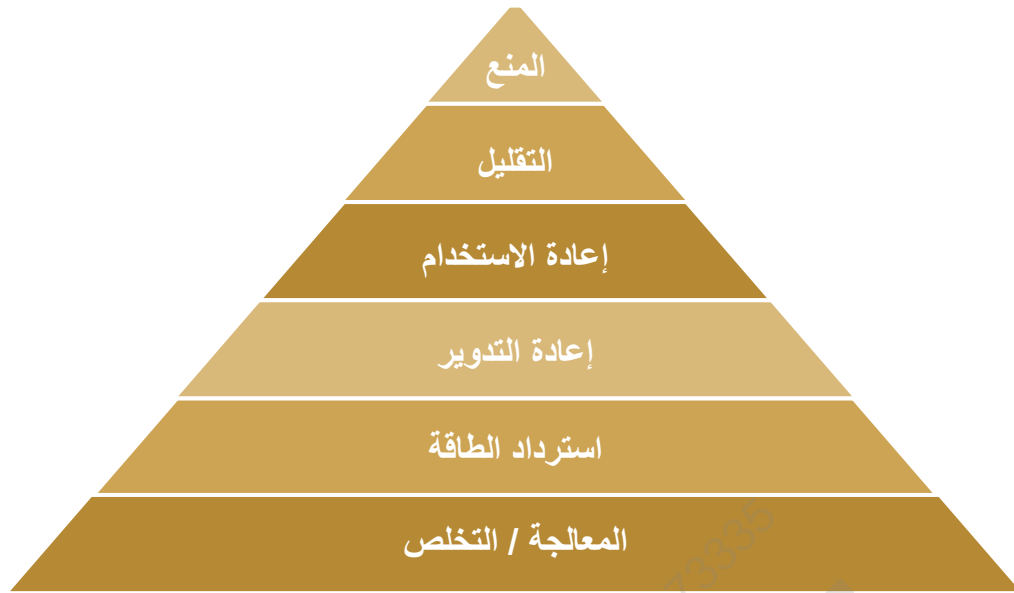 المنع
التقليل
إعادة الاستخدام
إعادة التدوير
استرداد الطاقة
المعالجة / التخلص